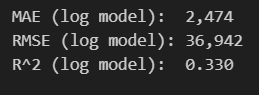 MAE (log model):  2,474
RMSE (log model): 36,942
R^2 (log model):  0.330